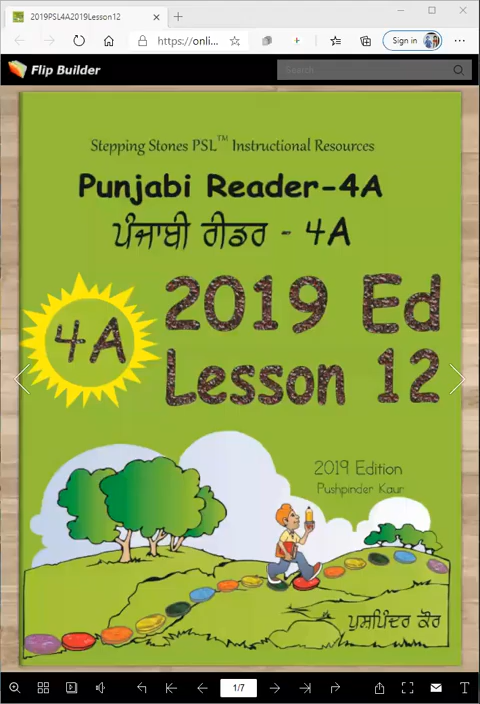 2019PSL4A2019Lesson12
https://onli...
Sign in
Flip Builder
Search
Stepping Stones PSL™ Instructional Resources
Punjabi Reader-4A
ਪੰਜਾਬੀ ਰੀਡਰ - 4A
4A
2019 Ed
Lesson 12
2019 Edition
Pushpinder Kaur
ਪੁਸ਼ਪਿੰਦਰ ਕੌਰ
1/7